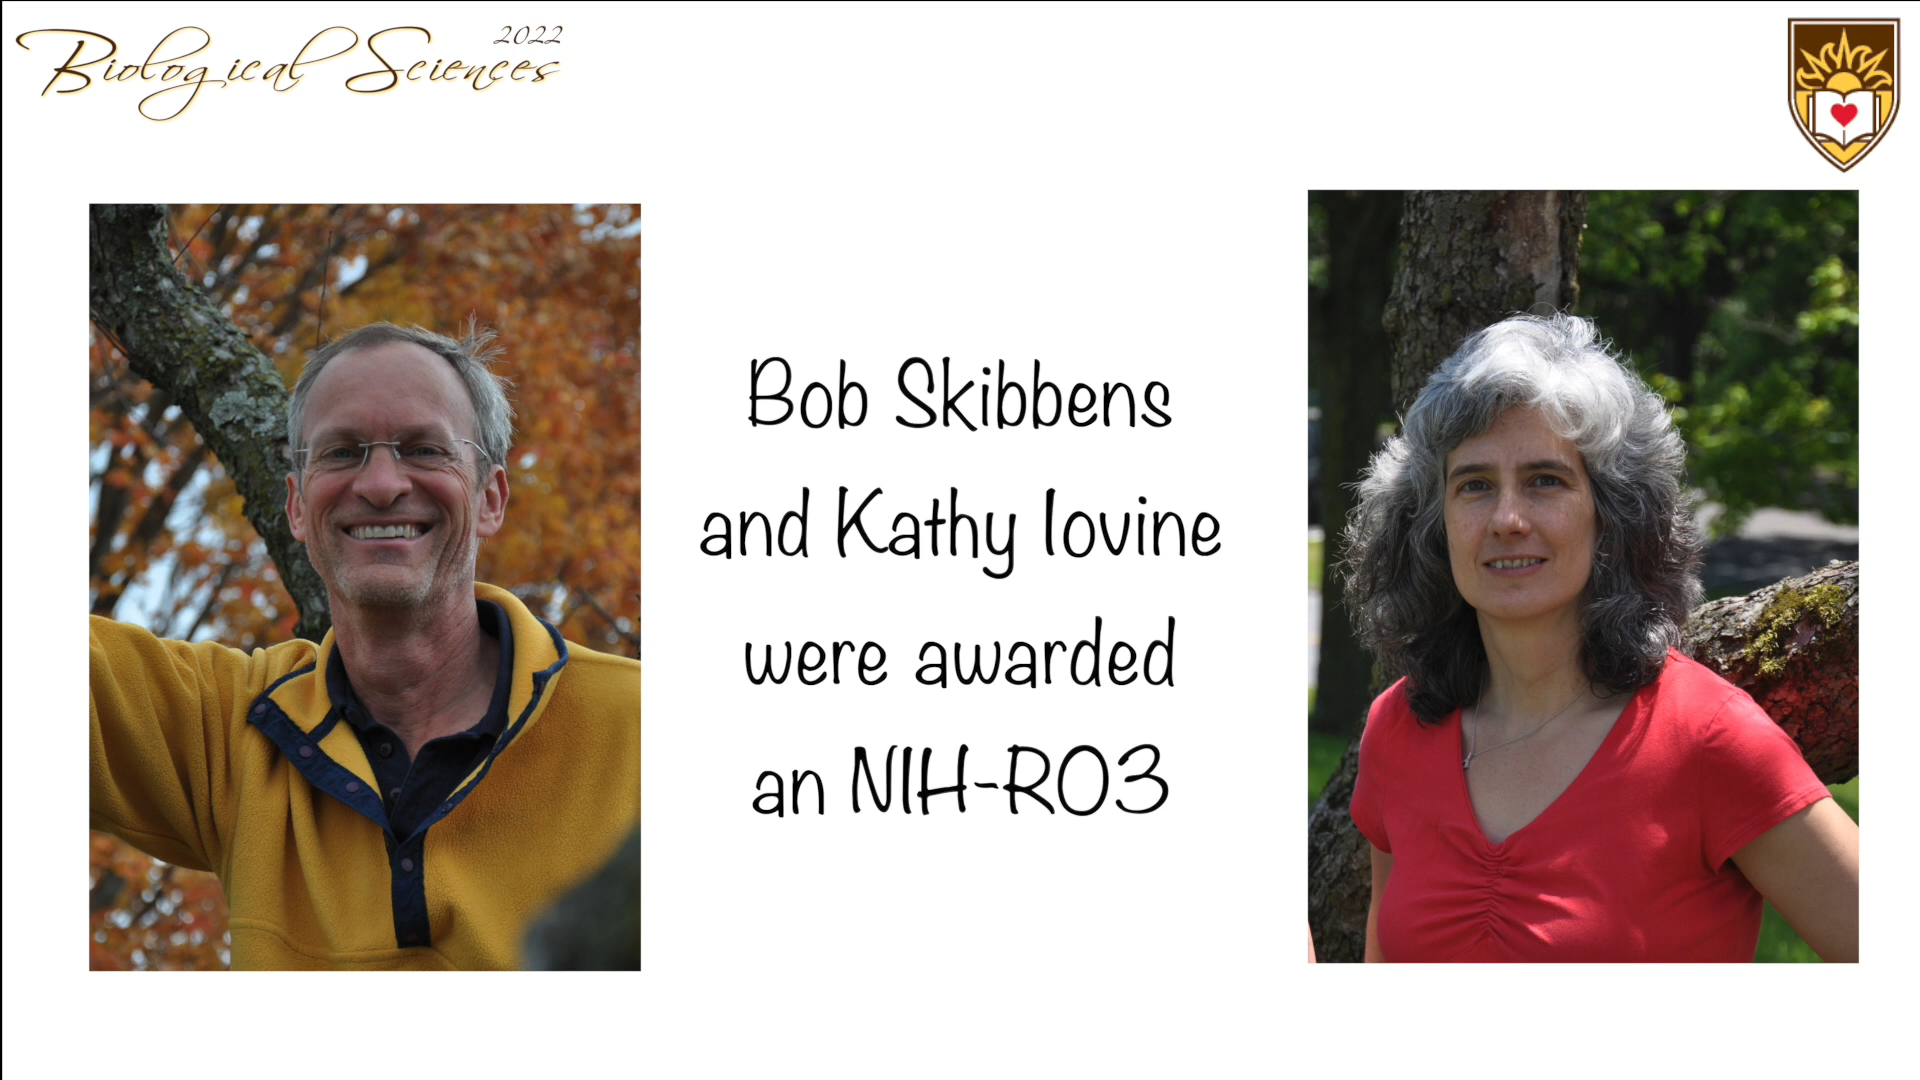 2022
Biological Sciences
Bob Skibbens
and Kathy Iovine
were awarded
an NIH-R03